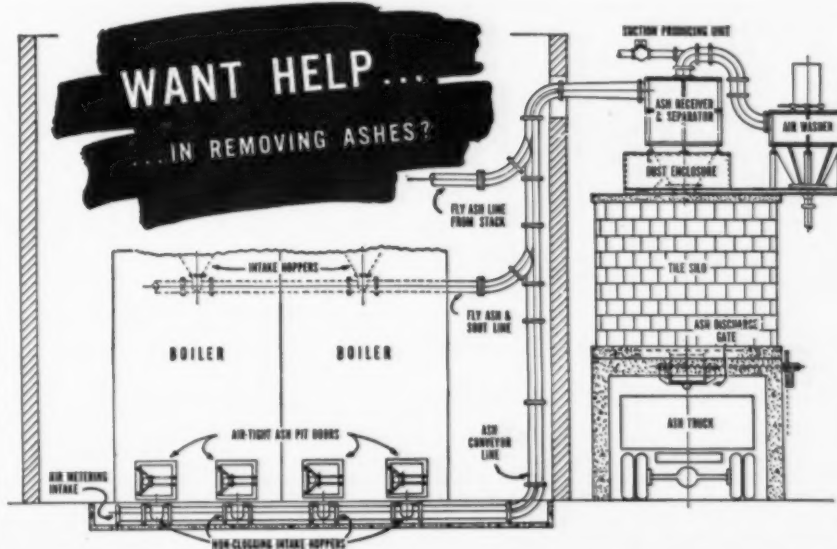 WANT HELP...
...IN REMOVING ASHES?
SUCTION PRODUCING UNIT
ASH RECEIVER
& SEPARATOR
AIR WASHER
DUST ENCLOSURE
FLY ASH LINE
FROM STACK
INTAKE HOPPERS
TILE SILO
FLY ASH &
SOOT LINE
ASH DISCHARGE
GATE
BOILER
BOILER
AIR-TIGHT ASH PIT DOORS
ASH
CONVEYOR
LINE
ASH TRUCK
AIR METERING
INTAKE
NON-CLOGGING INTAKE HOPPERS